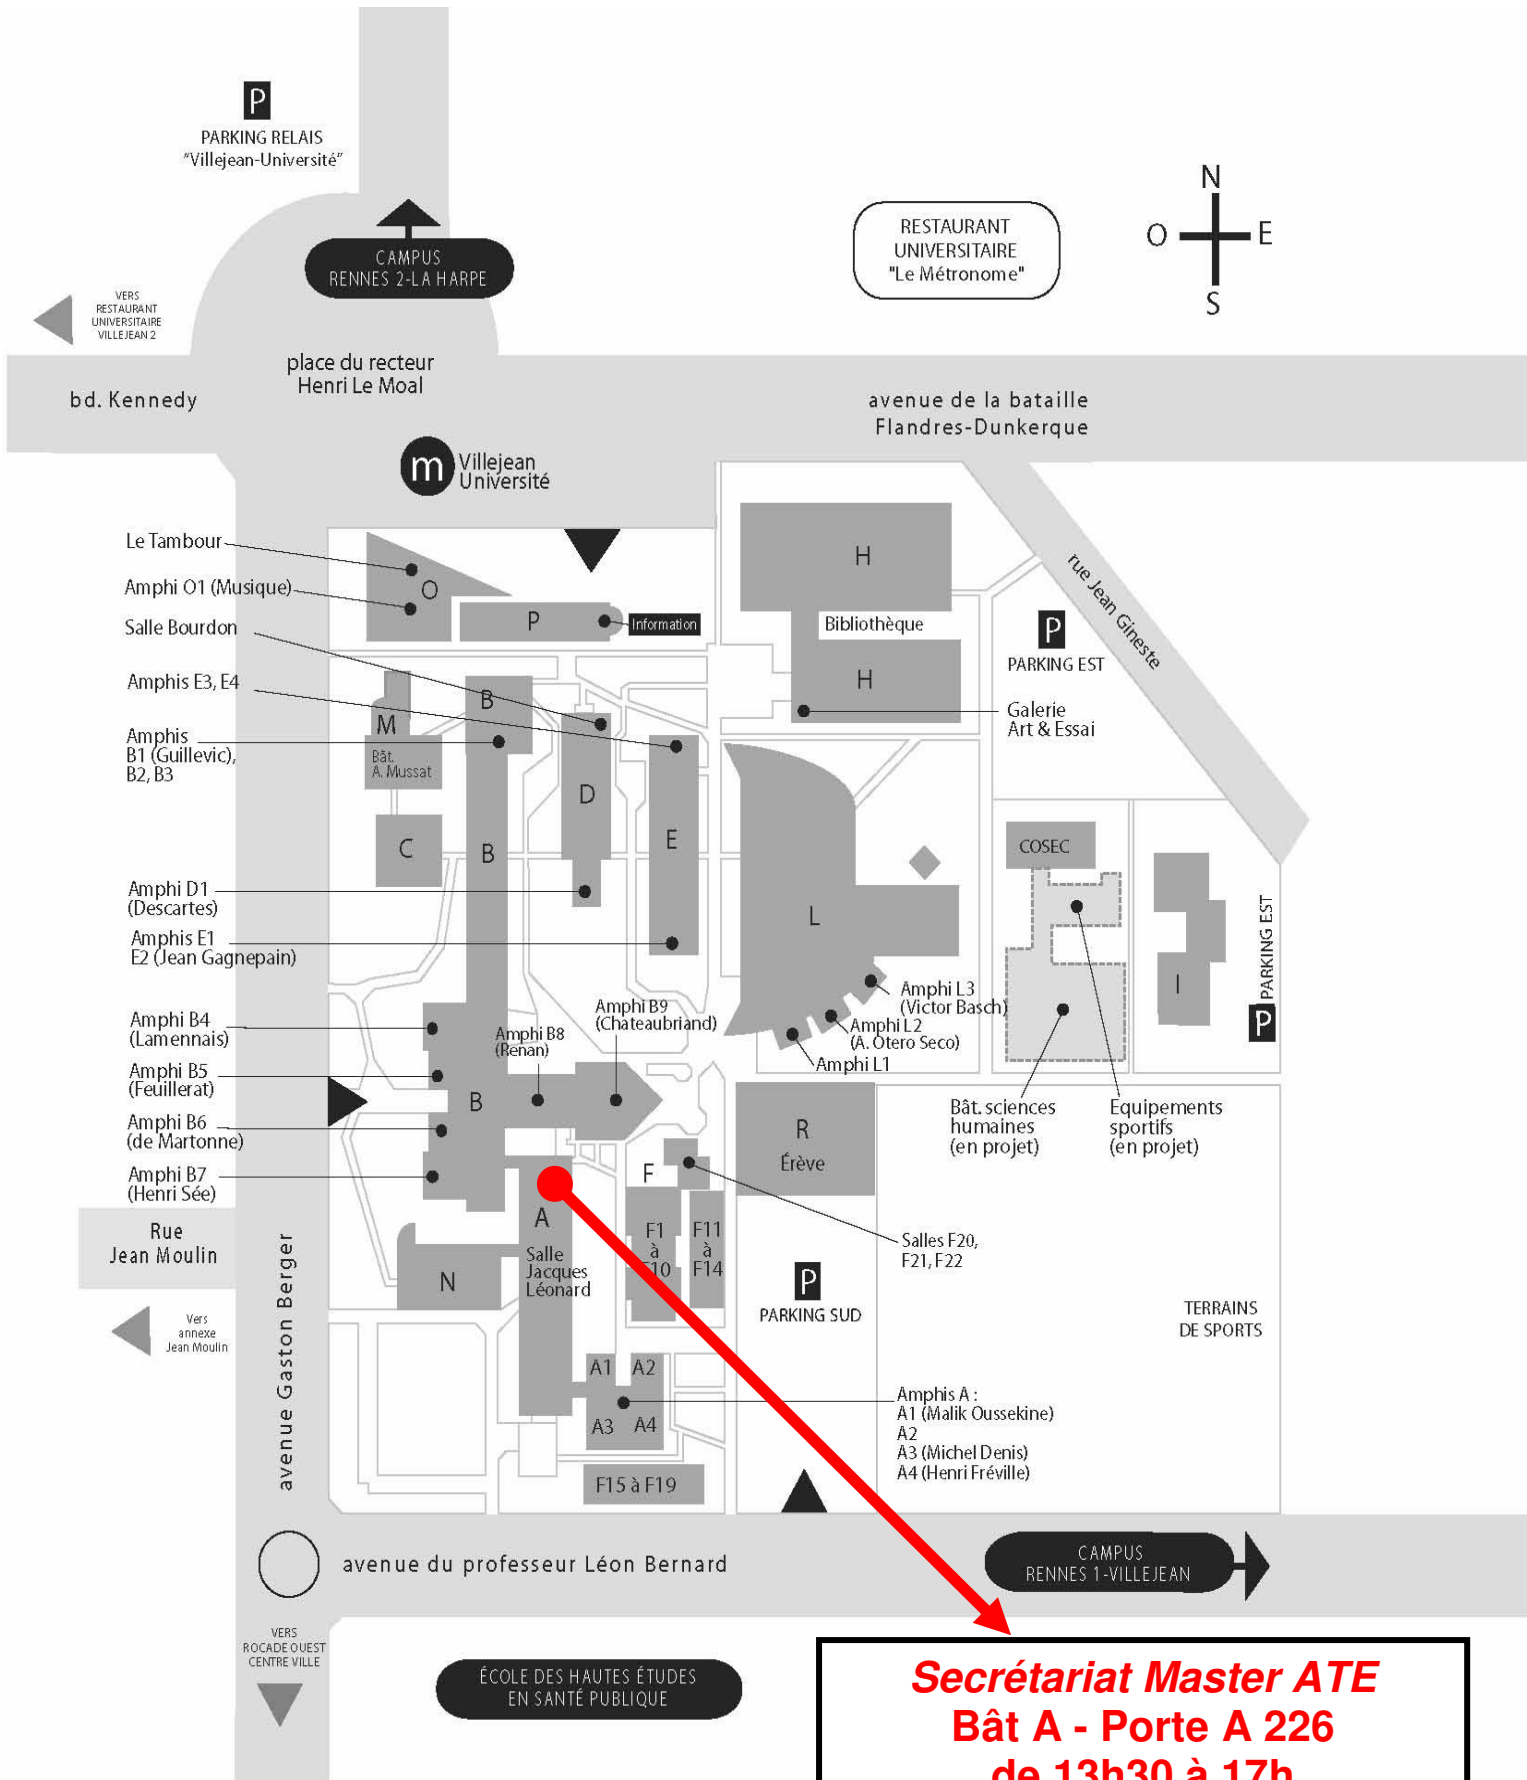 P
PARKING RELAIS
"Villejean-Université"
CAMPUS
RENNES 2-LA HARPE
RESTAURANT
UNIVERSITAIRE
"Le Métronome"
N
O
E
S
VERS
RESTAURANT
UNIVERSITAIRE
VILLEJEAN 2
place du recteur
Henri Le Moal
bd. Kennedy
avenue de la bataille
Flandres-Dunkerque
m
Villejean
Université
rue Jean Gineste
Le Tambour
Amphi O1 (Musique)
Salle Bourdon
Amphis E3, E4
Amphis
B1 (Guillevic),
B2, B3
O
P
Information
H
Bibliothèque
H
P
PARKING EST
Galerie
Art & Essai
M
Bât.
A. Mussat
B
D
E
C
B
L
COSEC
I
PARKING EST
P
Amphi D1
(Descartes)
Amphis E1
E2 (Jean Gagnepain)
Amphi B4
(Lamennais)
Amphi B5
(Feuillerat)
Amphi B6
(de Martonne)
Amphi B7
(Henri Sée)
Amphi B8
(Renan)
Amphi B9
(Chateaubriand)
B
Amphi L3
(Victor Basch)
Amphi L2
(A. Otero Seco)
Amphi L1
Bât. sciences
humaines
(en projet)
Equipements
sportifs
(en projet)
R
Érève
F
F1
à
F10
F11
à
F14
Salles F20,
F21, F22
A
Salle
Jacques
Léonard
N
Rue
Jean Moulin
Vers
annexe
Jean Moulin
avenue Gaston Berger
P
PARKING SUD
TERRAINS
DE SPORTS
A1
A2
A3
A4
Amphis A :
A1 (Malik Oussekine)
A2
A3 (Michel Denis)
A4 (Henri Fréville)
F15 à F19
avenue du professeur Léon Bernard
CAMPUS
RENNES 1-VILLEJEAN
VERS
ROCADE OUEST
CENTRE VILLE
ÉCOLE DES HAUTES ÉTUDES
EN SANTÉ PUBLIQUE
Secrétariat Master ATE
Bât A - Porte A 226
de 13h30 à 17h